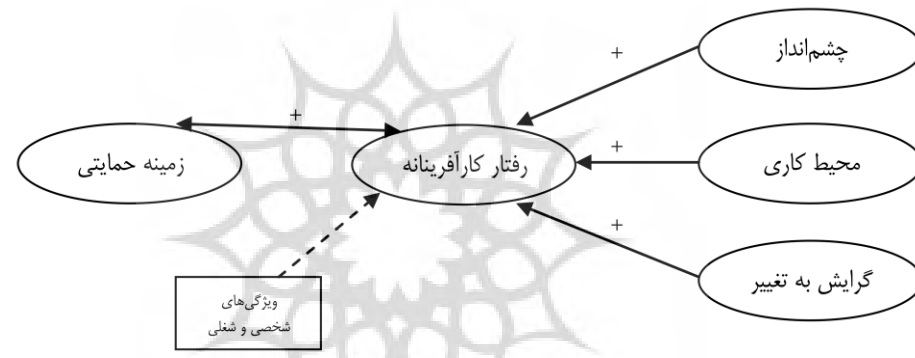 چشم‌انداز
+
+
زمینه حمایتی
رفتار کارآفرینانه
+
محیط کاری
+
گرایش به تغییر
ویژگی‌های
شخصی و شغلی